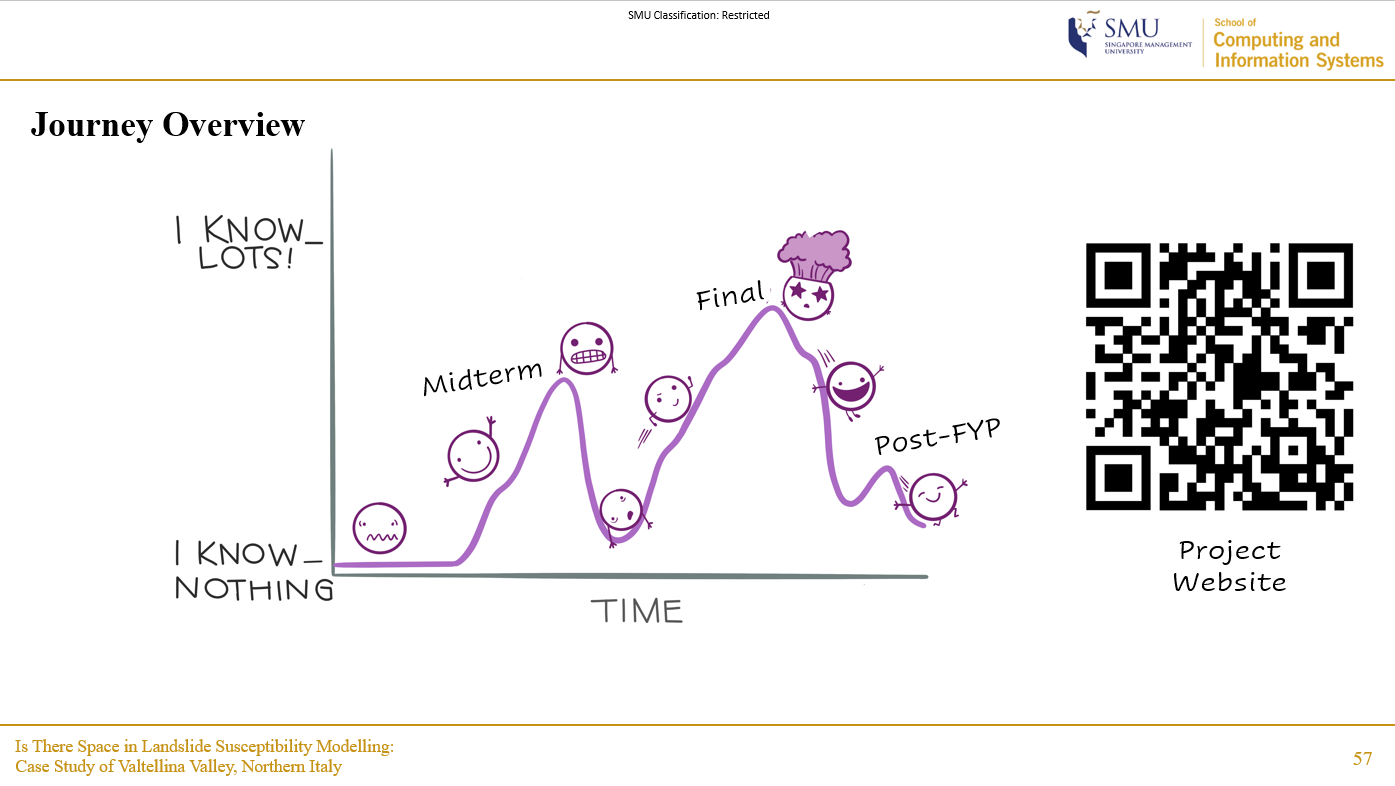 SMU Classification: Restricted
SMU
SINGAPORE MANAGEMENT
UNIVERSITY
School of
Computing and
Information Systems
Journey Overview
I KNOW
LOTS!
Final
Midterm
Post-FYP
I KNOW
NOTHING
TIME
Project
Website
Is There Space in Landslide Susceptibility Modelling:
Case Study of Valtellina Valley, Northern Italy
57